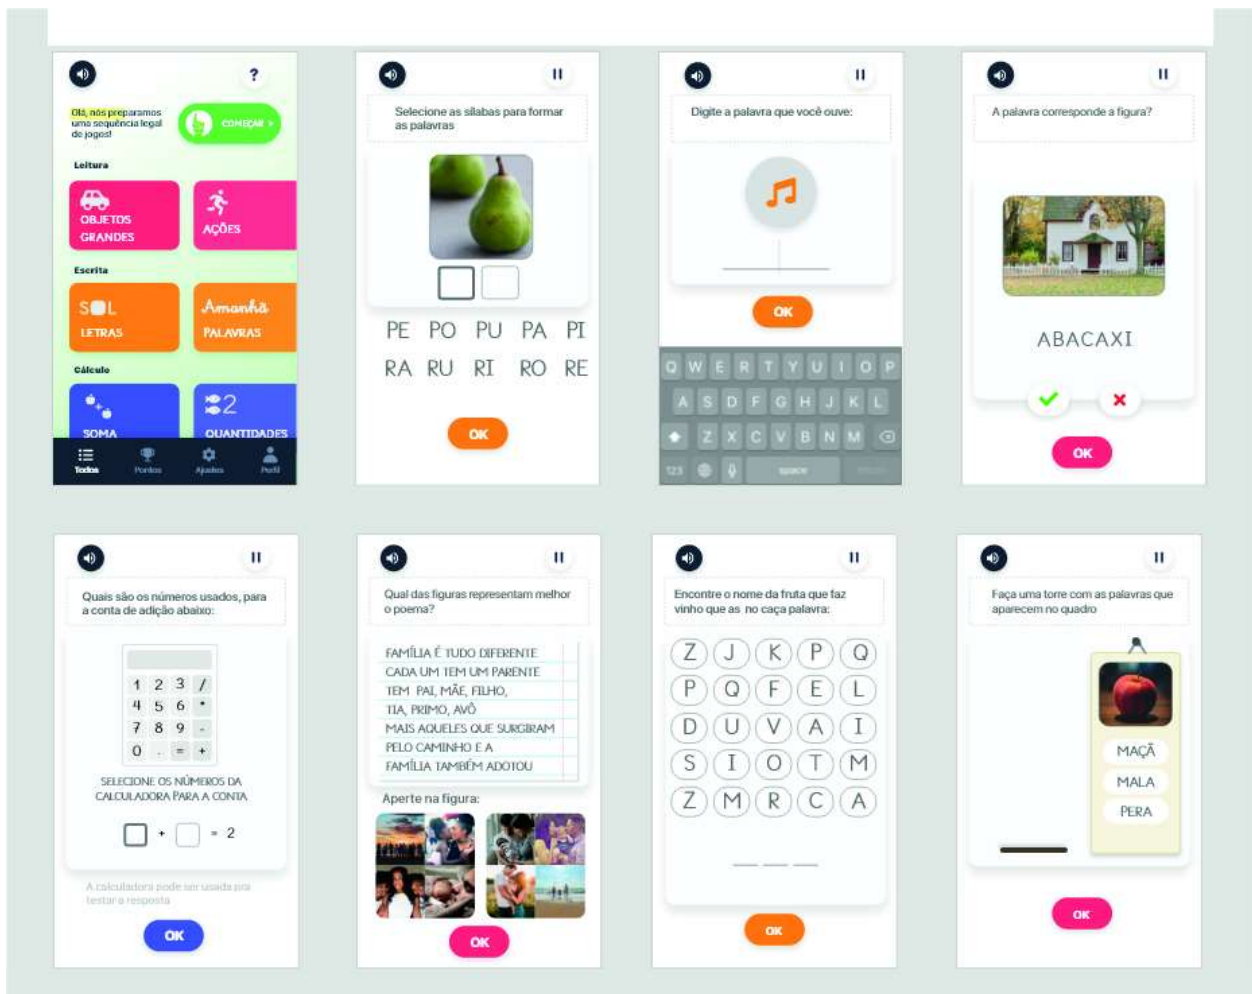 ?
Olá, nós preparamos
uma sequência legal
de jogos!
COMEÇAR >
Leitura
OBJETOS
GRANDES
AÇÕES
Escrita
S L
LETRAS
Amanhã
PALAVRAS
Cálculo
SOMA
2
QUANTIDADES
Todos
Pontos
Ajustes
Perfil
Selecione as sílabas para formar
as palavras
PE PO PU PA PI
RA RU RI RO RE
OK
Digite a palavra que você ouve:
OK
Q W E R T Y U I O P
A S D F G H J K L
Z X C V B N M
123
space
A palavra corresponde a figura?
ABACAXI
OK
Quais são os números usados, para
a conta de adição abaixo:
1 2 3 /
4 5 6 *
7 8 9 -
0 . = +
SELECIONE OS NÚMEROS DA
CALCULADORA PARA A CONTA
+ = 2
A calculadora pode ser usada pra
testar a resposta
OK
Qual das figuras representam melhor
o poema?
FAMÍLIA É TUDO DIFERENTE
CADA UM TEM UM PARENTE
TEM PAI, MÃE, FILHO,
TIA, PRIMO, AVÔ
MAIS AQUELES QUE SURGIRAM
PELO CAMINHO E A
FAMÍLIA TAMBÉM ADOTOU
Aperte na figura:
OK
Encontre o nome da fruta que faz
vinho que as no caça palavra:
Z J K P Q
P Q F E L
D U V A I
S I O T M
Z M R C A
OK
Faça uma torre com as palavras que
aparecem no quadro
MAÇÃ
MALA
PERA
OK